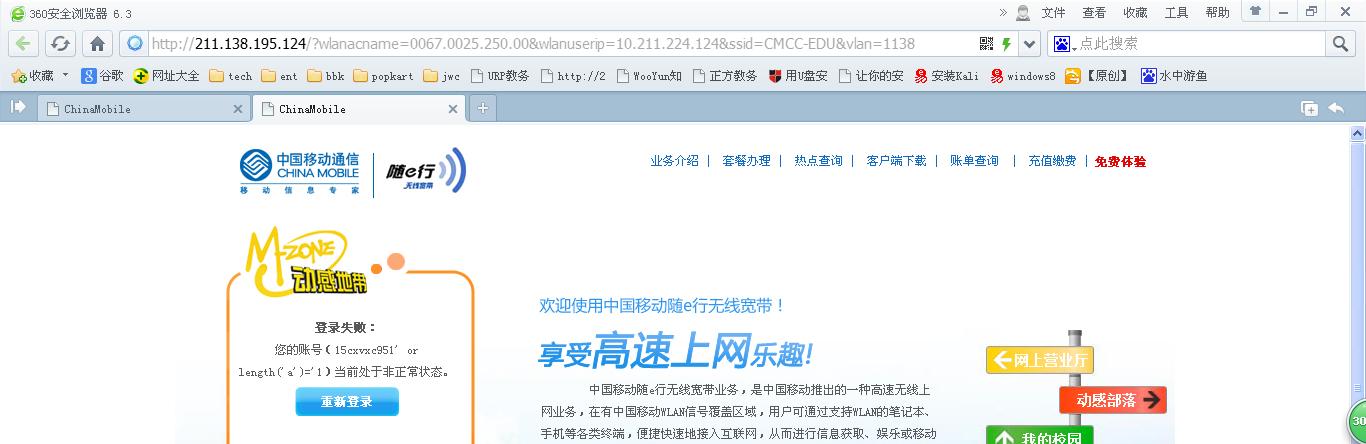 360安全浏览器 6.3
» 文件 查看 收藏 工具 帮助
http://211.138.195.124/?wlanacname=0067.0025.250.00&wlanuserip=10.211.224.124&ssid=CMCC-EDU&vlan=1138
点此搜索
收藏 谷歌 网址大全 tech ent bbk popkart jwc URP教务 http://2 WooYun知 正方教务 用U盘安 让你的安 安装Kali windows8 【原创】 水中游鱼
ChinaMobile ChinaMobile
中国移动通信
CHINA MOBILE
移动信息专家
随e行
无线宽带
业务介绍 | 套餐办理 | 热点查询 | 客户端下载 | 账单查询 | 充值缴费 | 免费体验
M-ZONE
动感地带
登录失败：
您的账号（15cxvxc951' or
length('a')='1）当前处于非正常状态。
重新登录
欢迎使用中国移动随e行无线宽带！
享受高速上网乐趣!
中国移动随e行无线宽带业务，是中国移动推出的一种高速无线上
网业务，在有中国移动WLAN信号覆盖区域，用户可通过支持WLAN的笔记本、
手机等各类终端，便捷快速地接入互联网，从而进行信息获取、娱乐或移动
网上营业厅
动感部落
我的校园